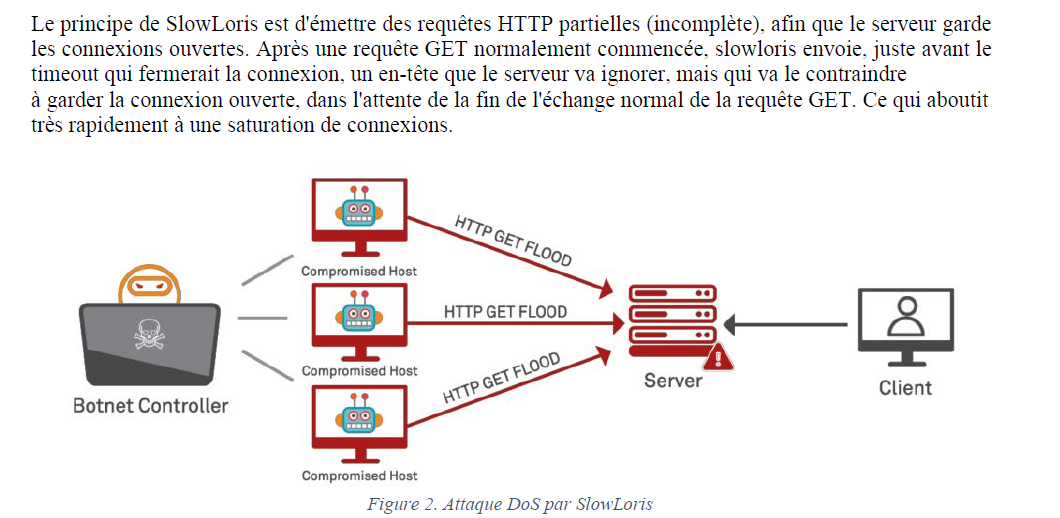 Le principe de SlowLoris est d'émettre des requêtes HTTP partielles (incomplète), afin que le serveur garde
les connexions ouvertes. Après une requête GET normalement commencée, slowloris envoie, juste avant le
timeout qui fermerait la connexion, un en-tête que le serveur va ignorer, mais qui va le contraindre
à garder la connexion ouverte, dans l'attente de la fin de l'échange normal de la requête GET. Ce qui aboutit
très rapidement à une saturation de connexions.
HTTP GET FLOOD
Compromised Host
HTTP GET FLOOD
Compromised Host
HTTP GET FLOOD
Server
Client
Botnet Controller
Compromised Host
Figure 2. Attaque DoS par SlowLoris